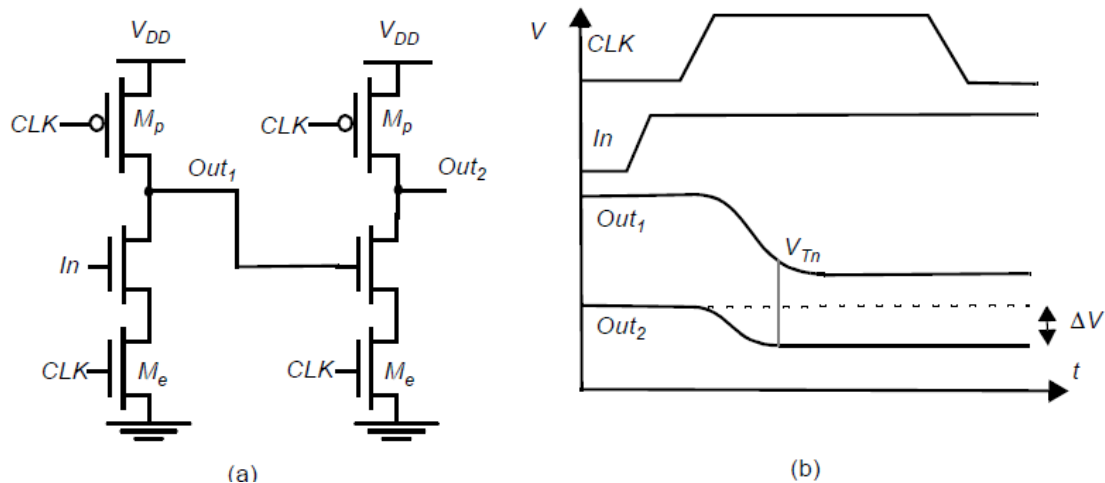 V_DD
V_DD
CLK
M_p
CLK
M_p
Out_1
Out_2
In
CLK
M_e
CLK
M_e
(a)
V
CLK
In
Out_1
V_Tn
Out_2
ΔV
t
(b)